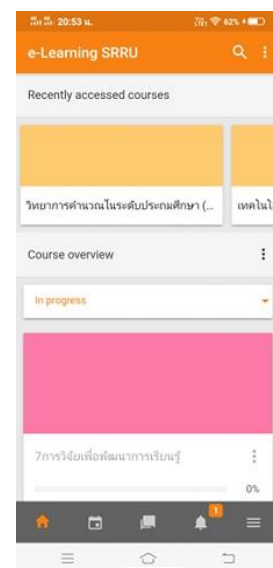 20:53 น.
62%
e-Learning SRRU
Recently accessed courses
วิทยาการคำนวณในระดับประถมศึกษา (...
เทคโนโ
Course overview
In progress
7การวิจัยเพื่อพัฒนาการเรียนรู้
0%
1